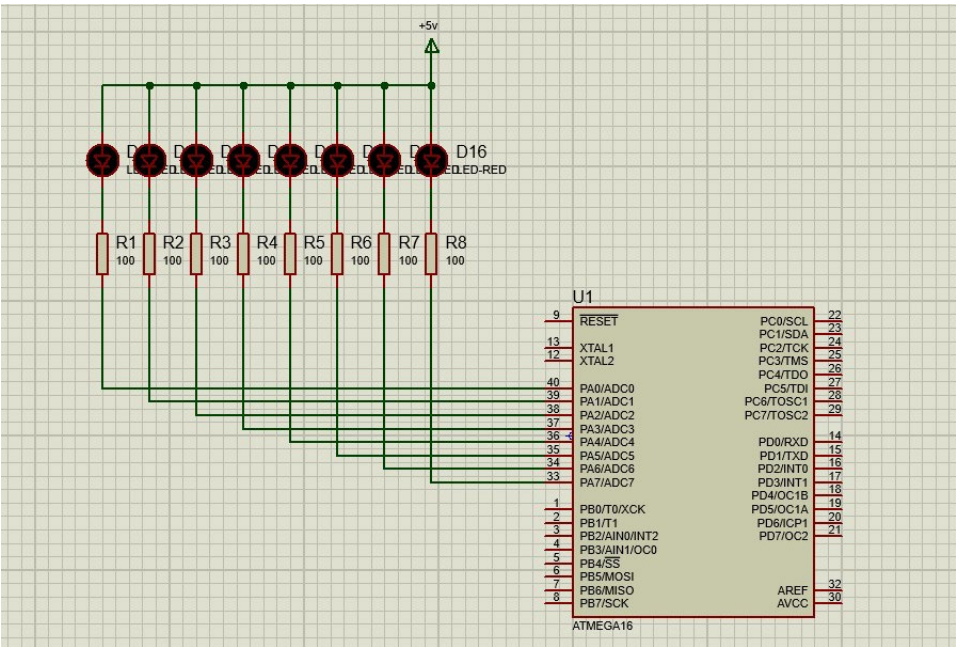 +5v
D16
LED-RED
R1 R2 R3 R4 R5 R6 R7 R8
100 100 100 100 100 100 100 100
U1
9 RESET PC0/SCL 22
PC1/SDA 23
13 XTAL1 PC2/TCK 24
12 XTAL2 PC3/TMS 25
PC4/TDO 26
40 PA0/ADC0 PC5/TDI 27
39 PA1/ADC1 PC6/TOSC1 28
38 PA2/ADC2 PC7/TOSC2 29
37 PA3/ADC3
36 PA4/ADC4 PD0/RXD 14
35 PA5/ADC5 PD1/TXD 15
34 PA6/ADC6 PD2/INT0 16
33 PA7/ADC7 PD3/INT1 17
PD4/OC1B 18
1 PB0/T0/XCK PD5/OC1A 19
2 PB1/T1 PD6/ICP1 20
3 PB2/AIN0/INT2 PD7/OC2 21
4 PB3/AIN1/OC0
5 PB4/SS
6 PB5/MOSI
7 PB6/MISO AREF 32
8 PB7/SCK AVCC 30
ATMEGA16